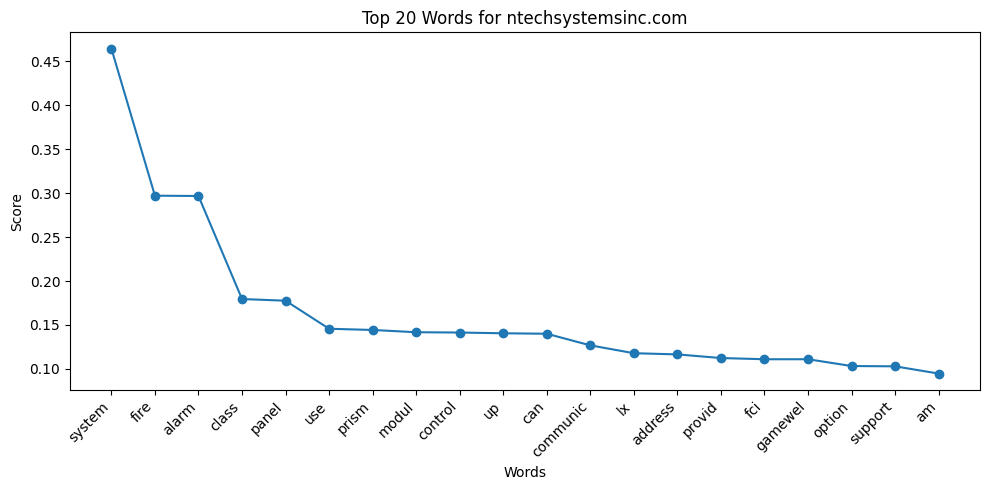 Top 20 Words for ntechsystemsinc.com
Score
0.45
0.40
0.35
0.30
0.25
0.20
0.15
0.10
system
fire
alarm
class
panel
use
prism
modul
control
up
can
communic
lx
address
provid
fci
gamewel
option
support
am
Words